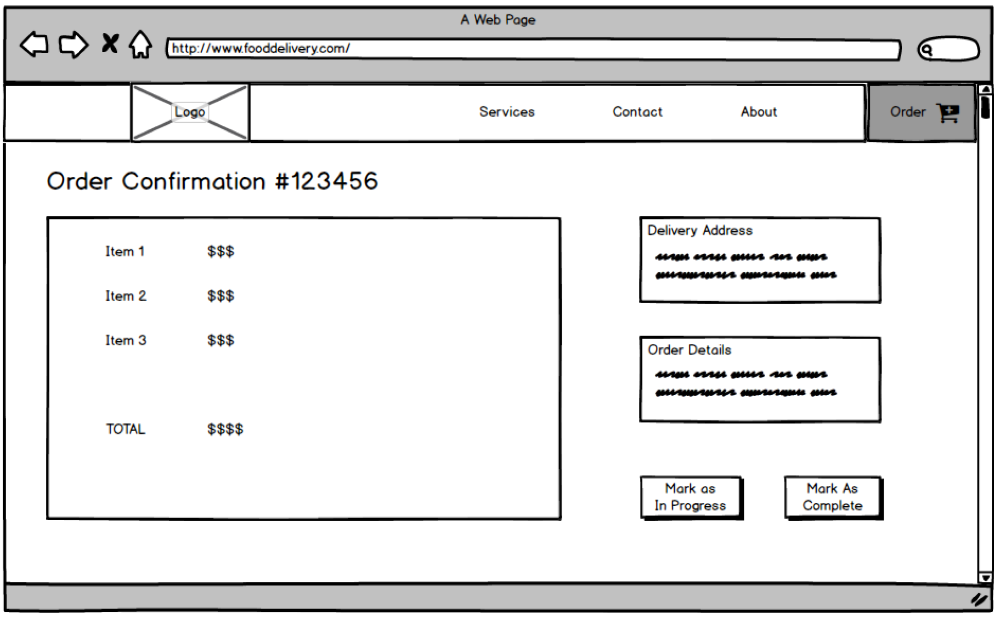 A Web Page
http://www.fooddelivery.com/
Logo
Services
Contact
About
Order
Order Confirmation #123456
Item 1 $$$
Item 2 $$$
Item 3 $$$
TOTAL $$$$
Delivery Address
Order Details
Mark as
In Progress
Mark As
Complete